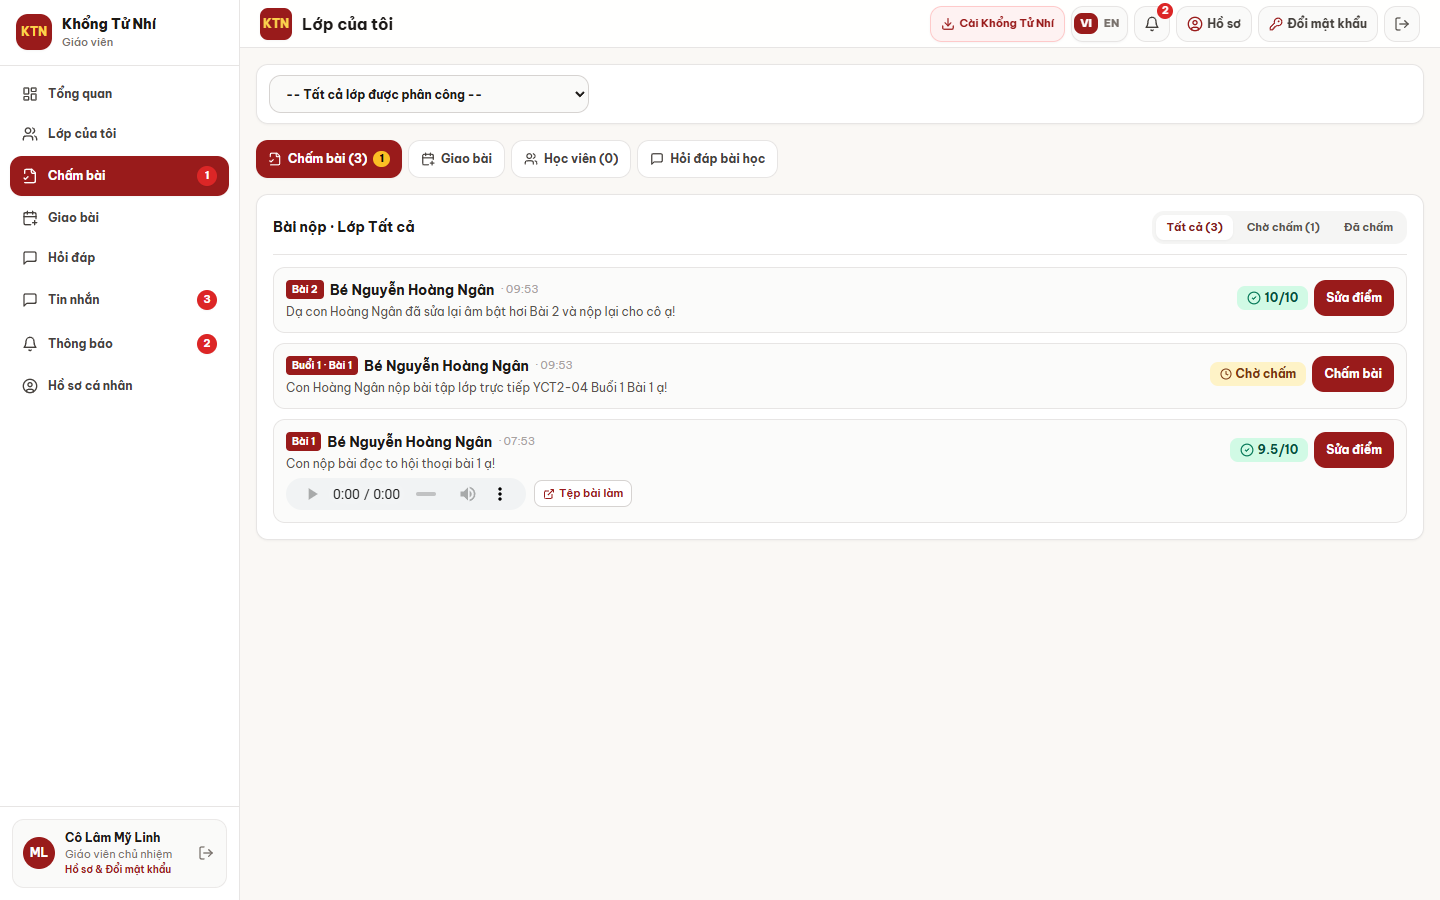 KTN
Khổng Tử Nhí
Giáo viên
Tổng quan
Lớp của tôi
Chấm bài 1
Giao bài
Hỏi đáp
Tin nhắn 3
Thông báo 2
Hồ sơ cá nhân
ML
Cô Lâm Mỹ Linh
Giáo viên chủ nhiệm
Hồ sơ & Đổi mật khẩu
KTN Lớp của tôi
Cài Khổng Tử Nhí
VI EN
2
Hồ sơ
Đổi mật khẩu
-- Tất cả lớp được phân công --
Chấm bài (3) 1
Giao bài
Học viên (0)
Hỏi đáp bài học
Bài nộp · Lớp Tất cả
Tất cả (3) Chờ chấm (1) Đã chấm
Bài 2 Bé Nguyễn Hoàng Ngân · 09:53
Dạ con Hoàng Ngân đã sửa lại âm bật hơi Bài 2 và nộp lại cho cô ạ!
10/10 Sửa điểm
Buổi 1 · Bài 1 Bé Nguyễn Hoàng Ngân · 09:53
Con Hoàng Ngân nộp bài tập lớp trực tiếp YCT2-04 Buổi 1 Bài 1 ạ!
Chờ chấm Chấm bài
Bài 1 Bé Nguyễn Hoàng Ngân · 07:53
Con nộp bài đọc to hội thoại bài 1 ạ!
0:00 / 0:00
Tệp bài làm
9.5/10 Sửa điểm